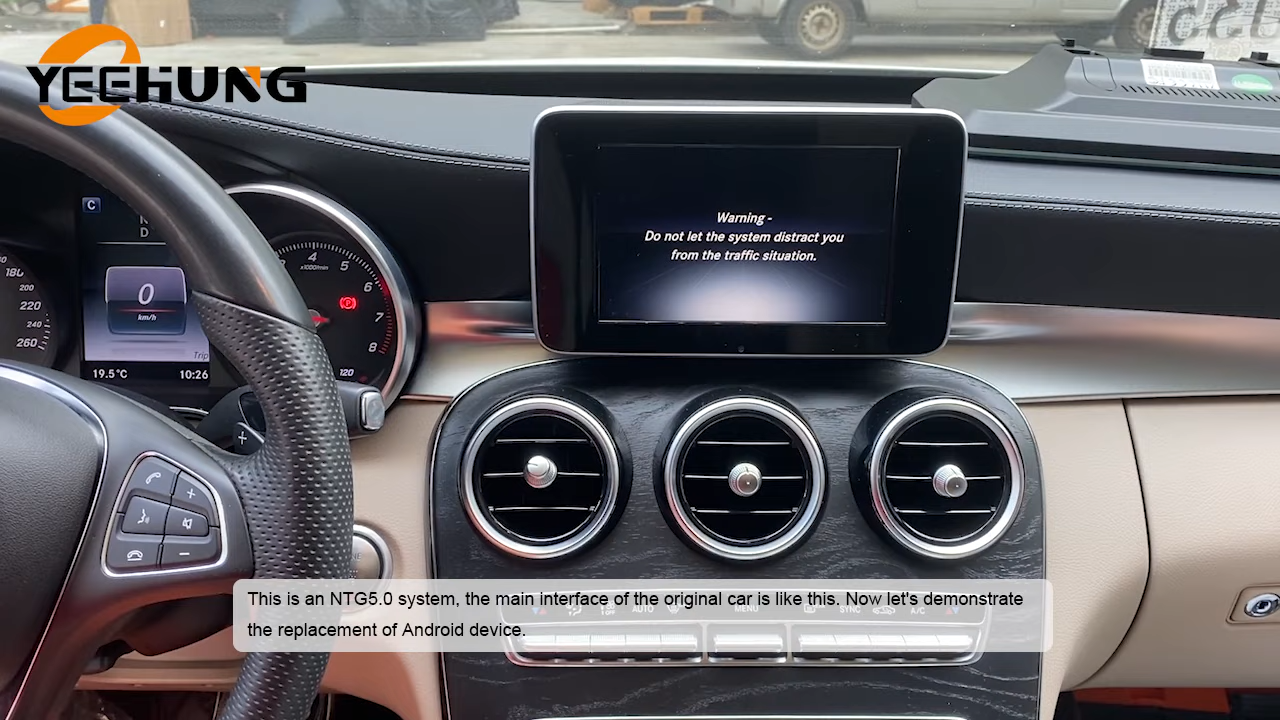 YEEHUNG
Warning -
Do not let the system distract you
from the traffic situation.
C
D
0
km/h
Trip
19.5°C
10:26
180
200
220
240
260
4
x1000/min
5
6
7
8
120
AUTO
MENU
SYNC
A/C
This is an NTG5.0 system, the main interface of the original car is like this. Now let's demonstrate
the replacement of Android device.